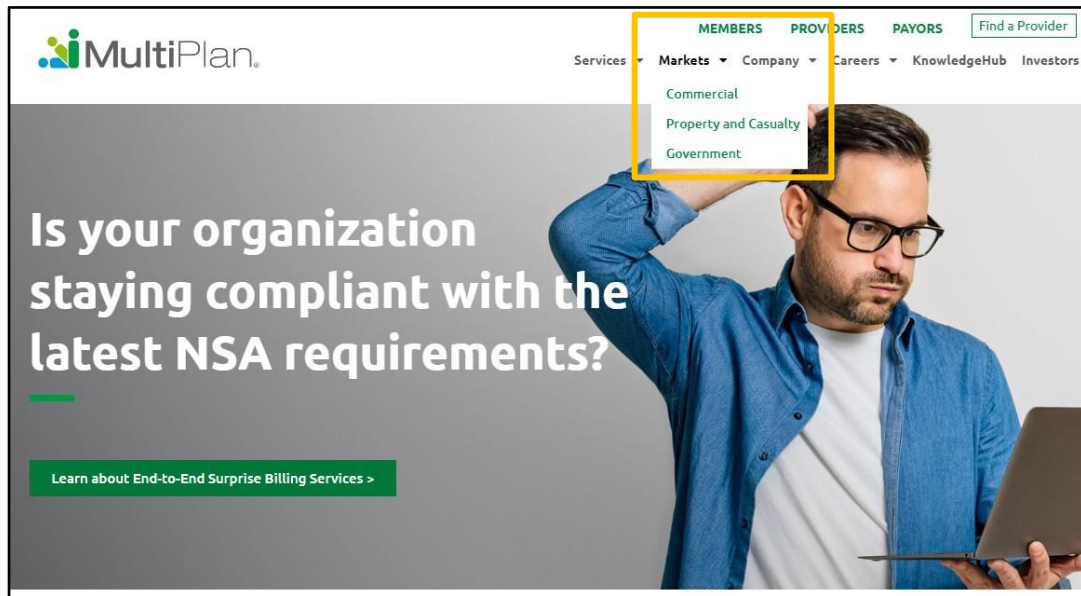 MultiPlan®
MEMBERS PROVIDERS PAYORS Find a Provider
Services Markets Company Careers KnowledgeHub Investors
Commercial
Property and Casualty
Government
Is your organization
staying compliant with the
latest NSA requirements?
Learn about End-to-End Surprise Billing Services >